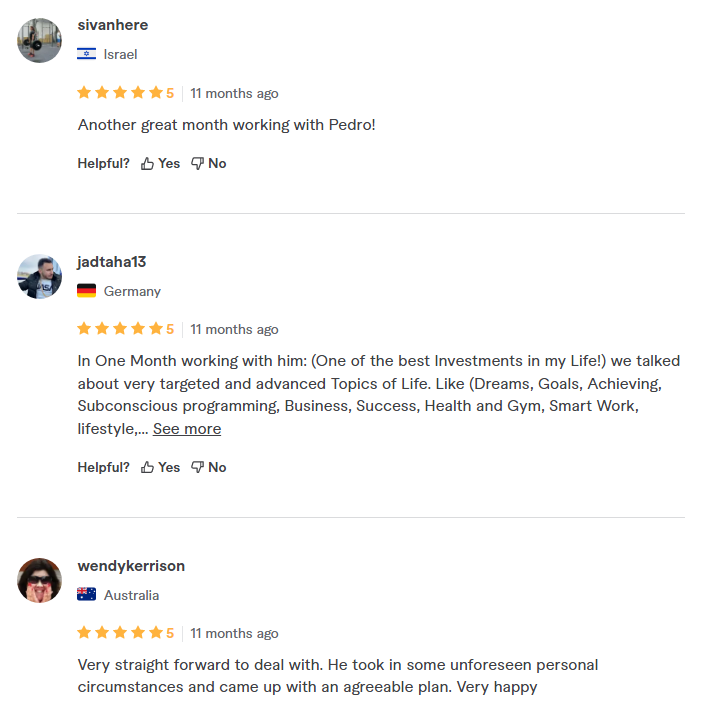 sivanhere
Israel
5 11 months ago
Another great month working with Pedro!
Helpful? Yes No
jadtaha13
Germany
5 11 months ago
In One Month working with him: (One of the best Investments in my Life!) we talked
about very targeted and advanced Topics of Life. Like (Dreams, Goals, Achieving,
Subconscious programming, Business, Success, Health and Gym, Smart Work,
lifestyle,... See more
Helpful? Yes No
wendykerrison
Australia
5 11 months ago
Very straight forward to deal with. He took in some unforeseen personal
circumstances and came up with an agreeable plan. Very happy